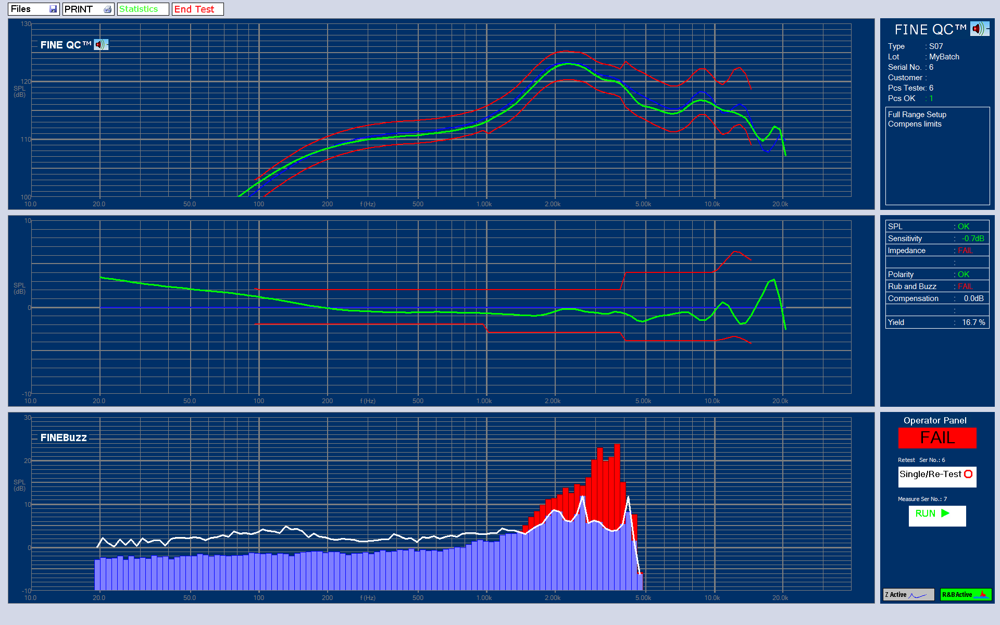 Files PRINT Statistics End Test
130
FINE QC™
120
SPL
(dB)
110
100
10.0 20.0 50.0 100 200 f (Hz) 500 1.00k 2.00k 5.00k 10.0k 20.0k
FINE QC™
Type : S07
Lot : MyBatch
Serial No. : 6
Customer :
Pcs Tested : 6
Pcs OK : 1
Full Range Setup
Compens limits
10
SPL
(dB)
0
-10
10.0 20.0 50.0 100 200 f (Hz) 500 1.00k 2.00k 5.00k 10.0k 20.0k
SPL : OK
Sensitivity : -0.7dB
Impedance : FAIL
:
Polarity : OK
Rub and Buzz : FAIL
Compensation : 0.0dB
:
Yield : 16.7 %
30
FINEBuzz
20
SPL
(dB)
10
0
-10
10.0 20.0 50.0 100 200 f (Hz) 500 1.00k 2.00k 5.00k 10.0k 20.0k
Operator Panel
FAIL
Retest Ser No.: 6
Single/Re-Test
Measure Ser No.: 7
RUN
Z Active R&B Active